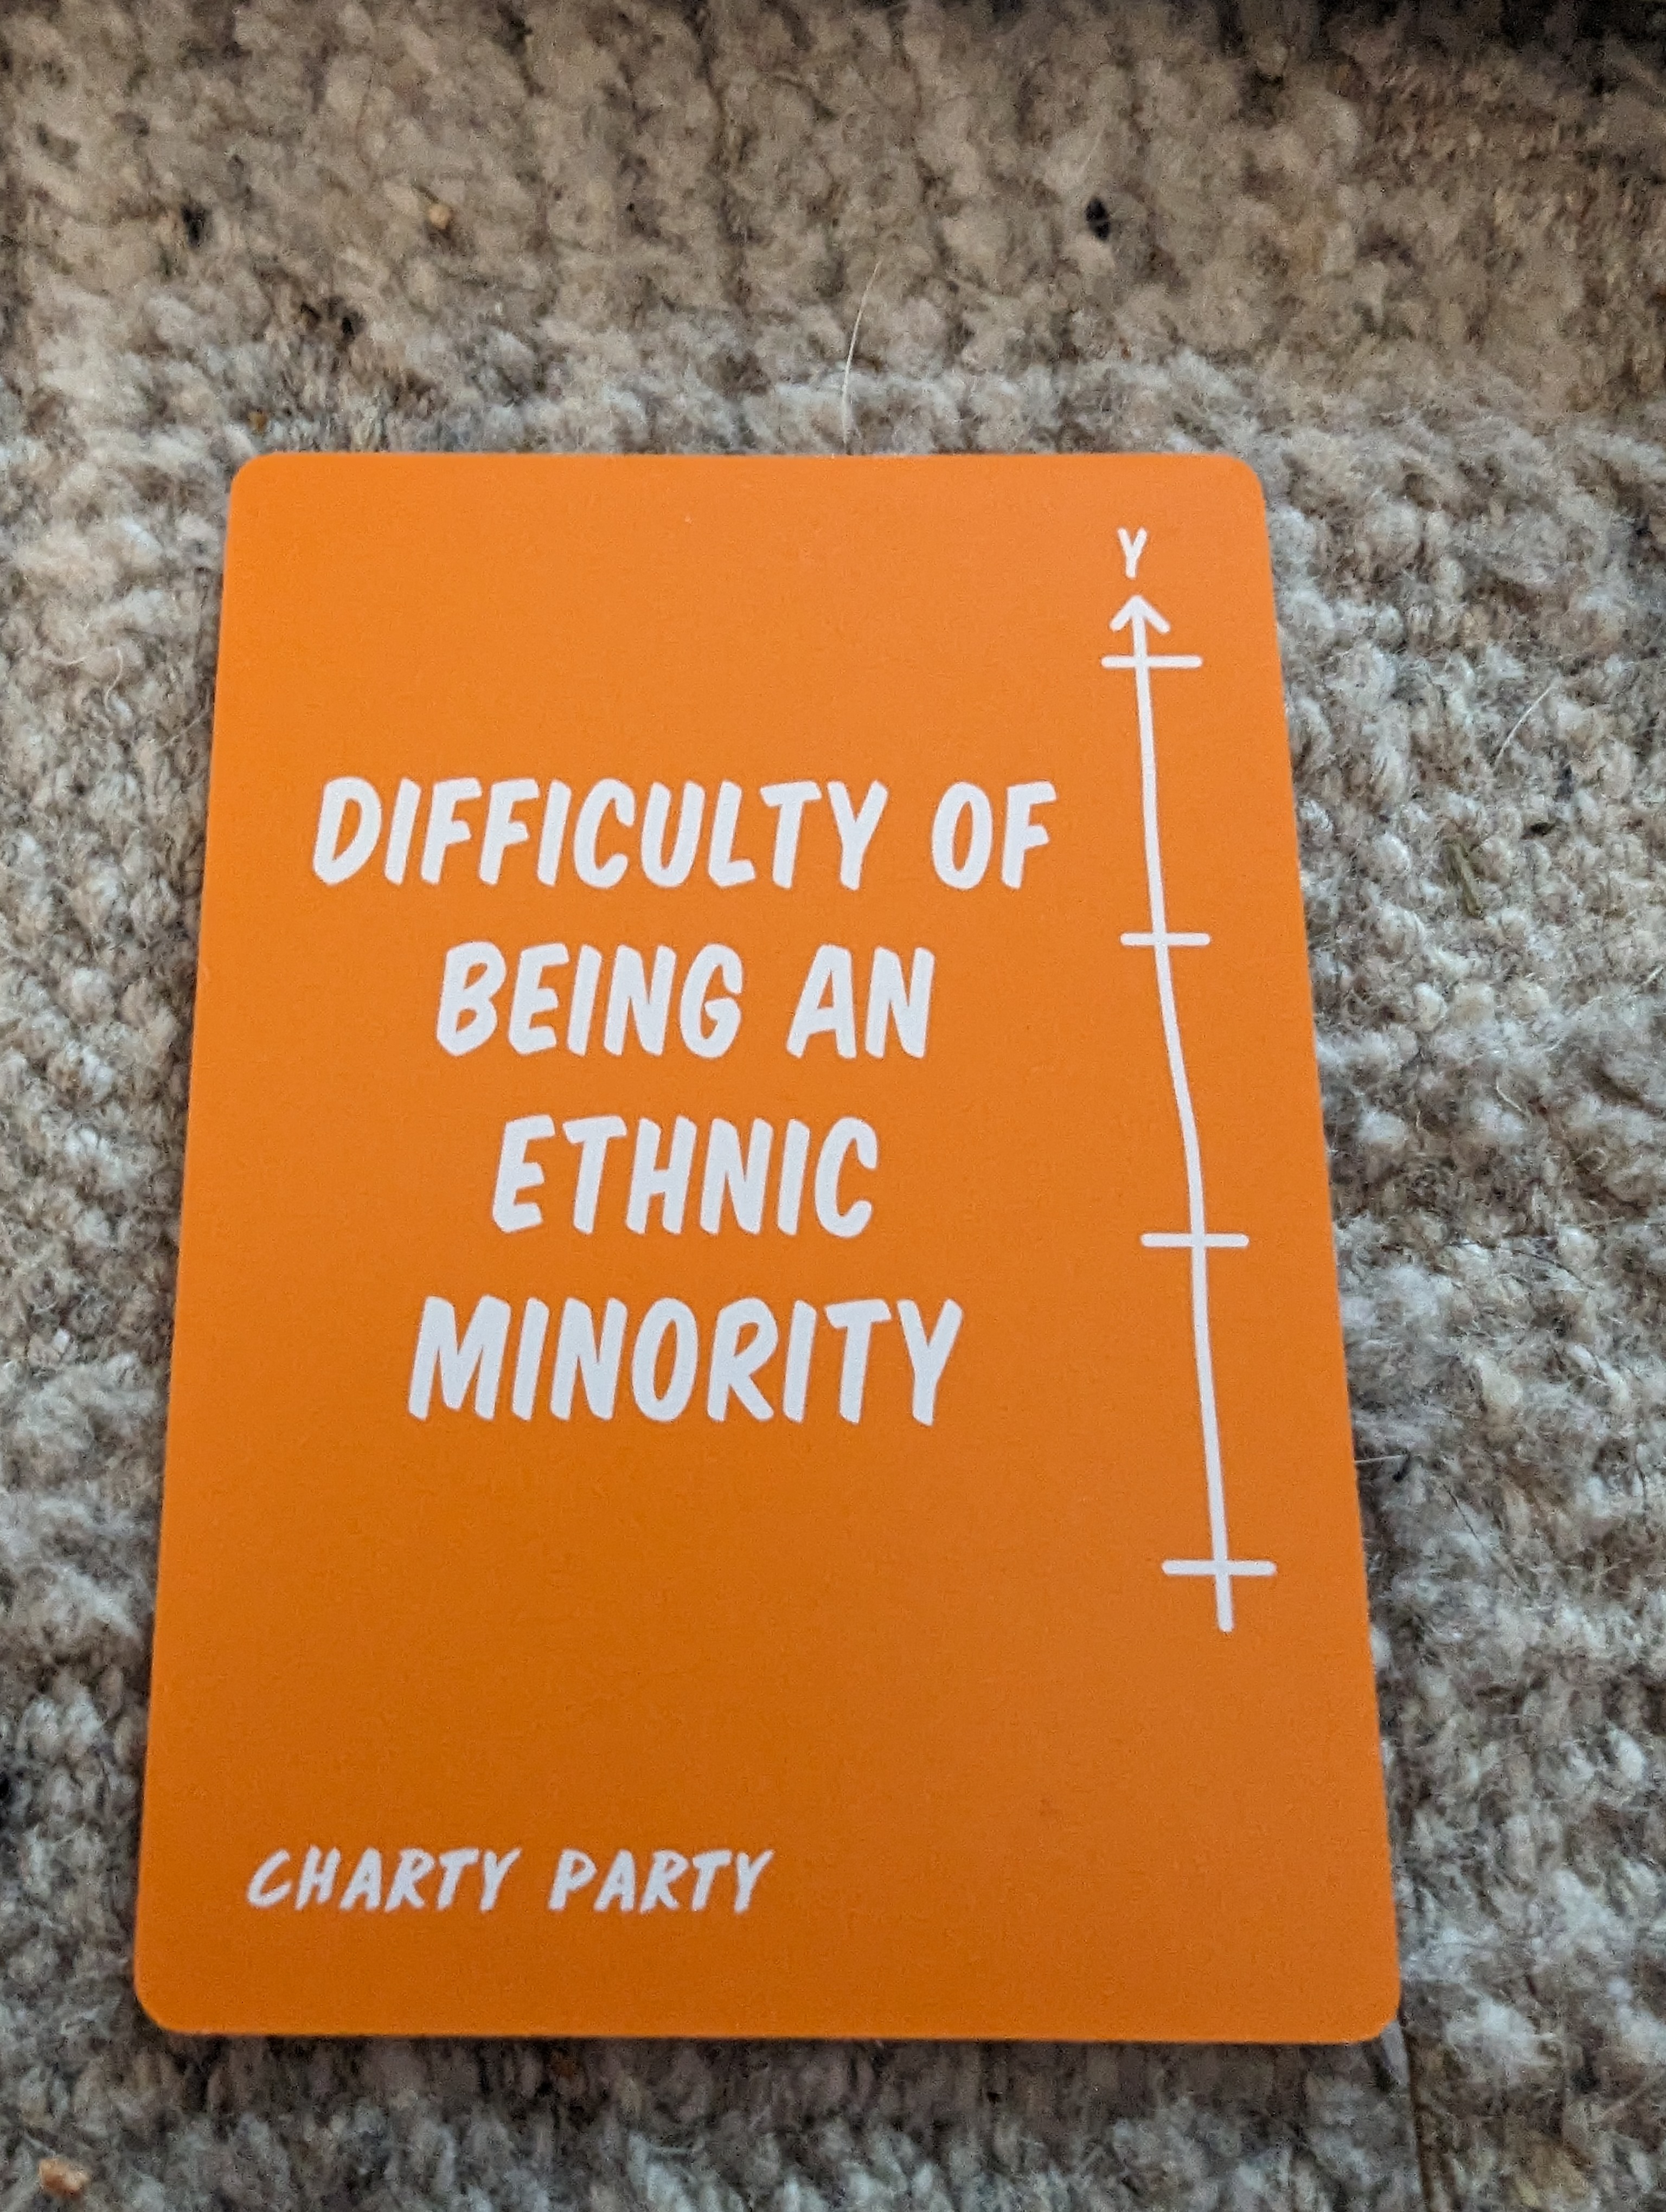 Y
DIFFICULTY OF
BEING AN
ETHNIC
MINORITY
CHARTY PARTY